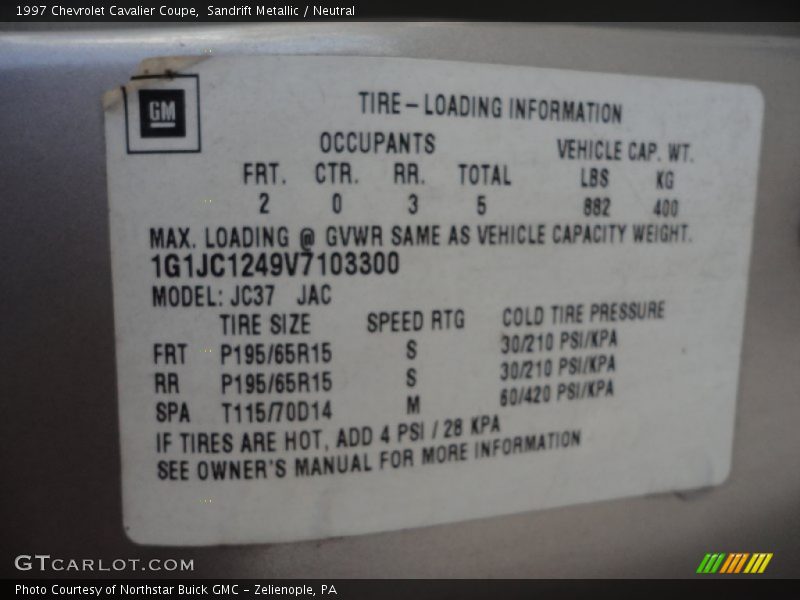 1997 Chevrolet Cavalier Coupe, Sandrift Metallic / Neutral
GM
TIRE-LOADING INFORMATION
OCCUPANTS VEHICLE CAP. WT.
FRT. CTR. RR. TOTAL LBS KG
2 0 3 5 882 400
MAX. LOADING @ GVWR SAME AS VEHICLE CAPACITY WEIGHT.
1G1JC1249V7103300
MODEL: JC37 JAC
TIRE SIZE SPEED RTG COLD TIRE PRESSURE
FRT P195/65R15 S 30/210 PSI/KPA
RR P195/65R15 S 30/210 PSI/KPA
SPA T115/70D14 M 60/420 PSI/KPA
IF TIRES ARE HOT, ADD 4 PSI / 28 KPA
SEE OWNER'S MANUAL FOR MORE INFORMATION
GTCARLOT.COM
Photo Courtesy of Northstar Buick GMC - Zelienople, PA